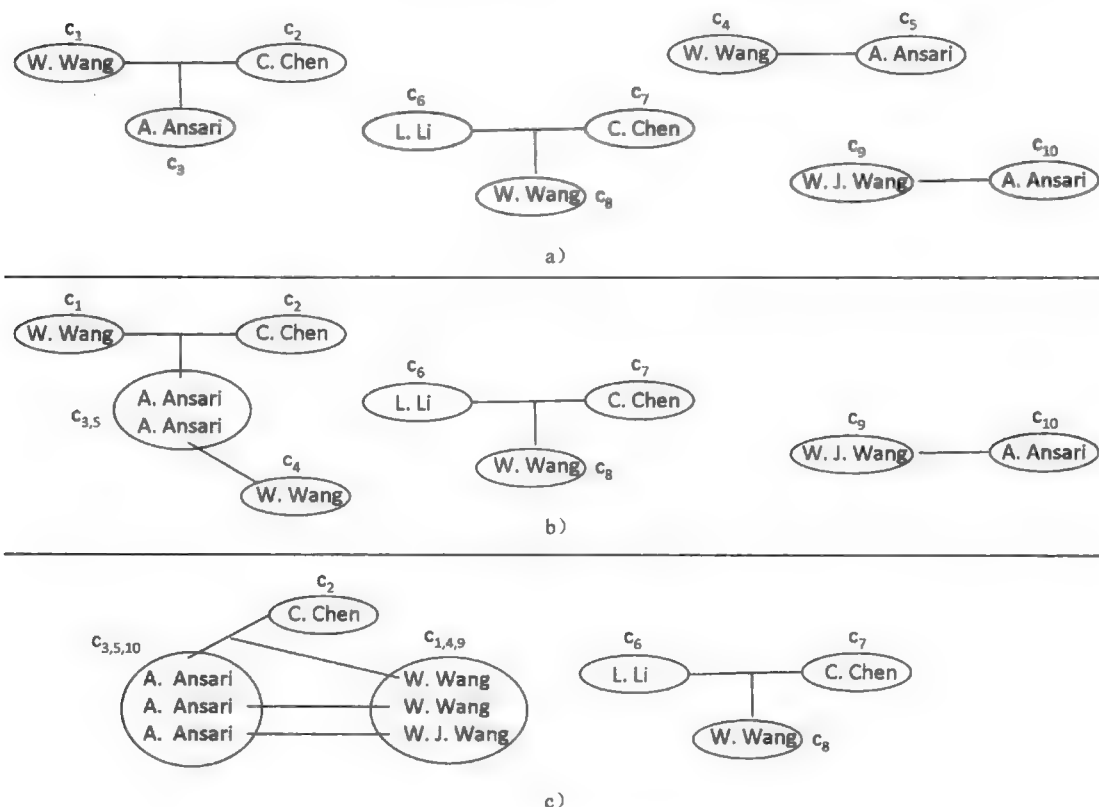 c₁ c₂ c₄ c₅
W. Wang C. Chen W. Wang A. Ansari
c₆ c₇
A. Ansari L. Li C. Chen
c₃
c₉ c₁₀
W. Wang c₈ W. J. Wang A. Ansari
a)
c₁ c₂
W. Wang C. Chen
c₆ c₇
c₃,₅ A. Ansari L. Li C. Chen
A. Ansari
c₉ c₁₀
W. J. Wang A. Ansari
c₄ W. Wang c₈
W. Wang
b)
c₂
C. Chen
c₃,₅,₁₀ c₁,₄,₉ c₆ c₇
A. Ansari W. Wang L. Li C. Chen
A. Ansari W. Wang
A. Ansari W. J. Wang W. Wang c₈
c)